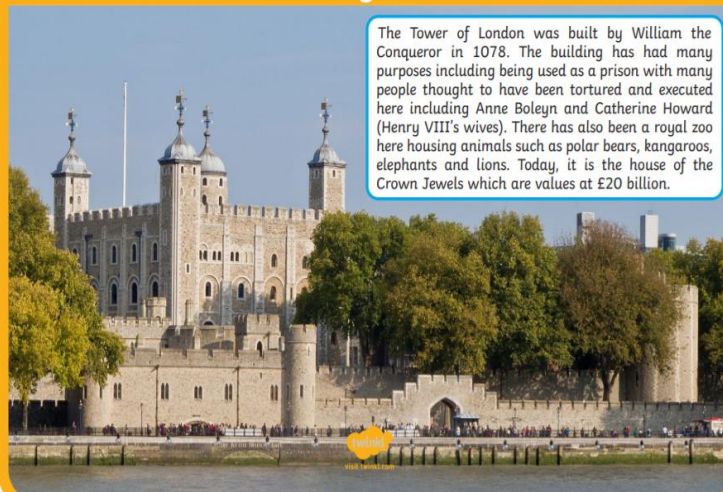 The Tower of London was built by William the
Conqueror in 1078. The building has had many
purposes including being used as a prison with many
people thought to have been tortured and executed
here including Anne Boleyn and Catherine Howard
(Henry VIII's wives). There has also been a royal zoo
here housing animals such as polar bears, kangaroos,
elephants and lions. Today, it is the house of the
Crown Jewels which are values at £20 billion.
twinkl
visit twinkl.com